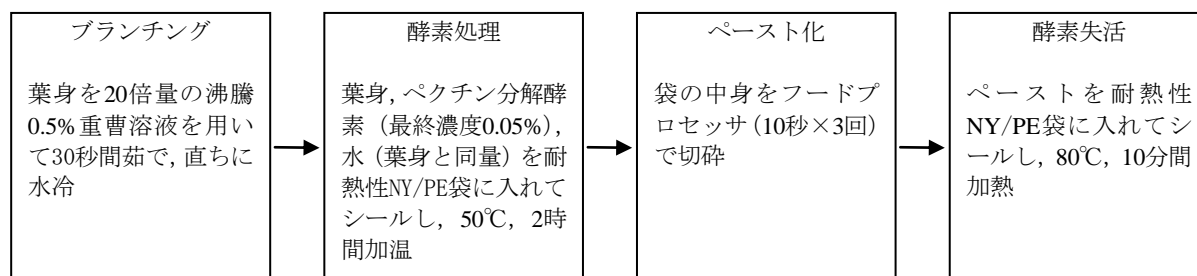 ブランチング
葉身を20倍量の沸騰
0.5%重曹溶液を用い
て30秒間茹で, 直ちに
水冷
酵素処理
葉身, ペクチン分解酵
素（最終濃度0.05%),
水（葉身と同量）を耐
熱性NY/PE袋に入れて
シールし，50℃，2時
間加温
ペースト化
袋の中身をフードプ
ロセッサ(10秒×3回)
で切砕
酵素失活
ペーストを耐熱性
NY/PE袋に入れてシ
ールし，80℃，10分間
加熱